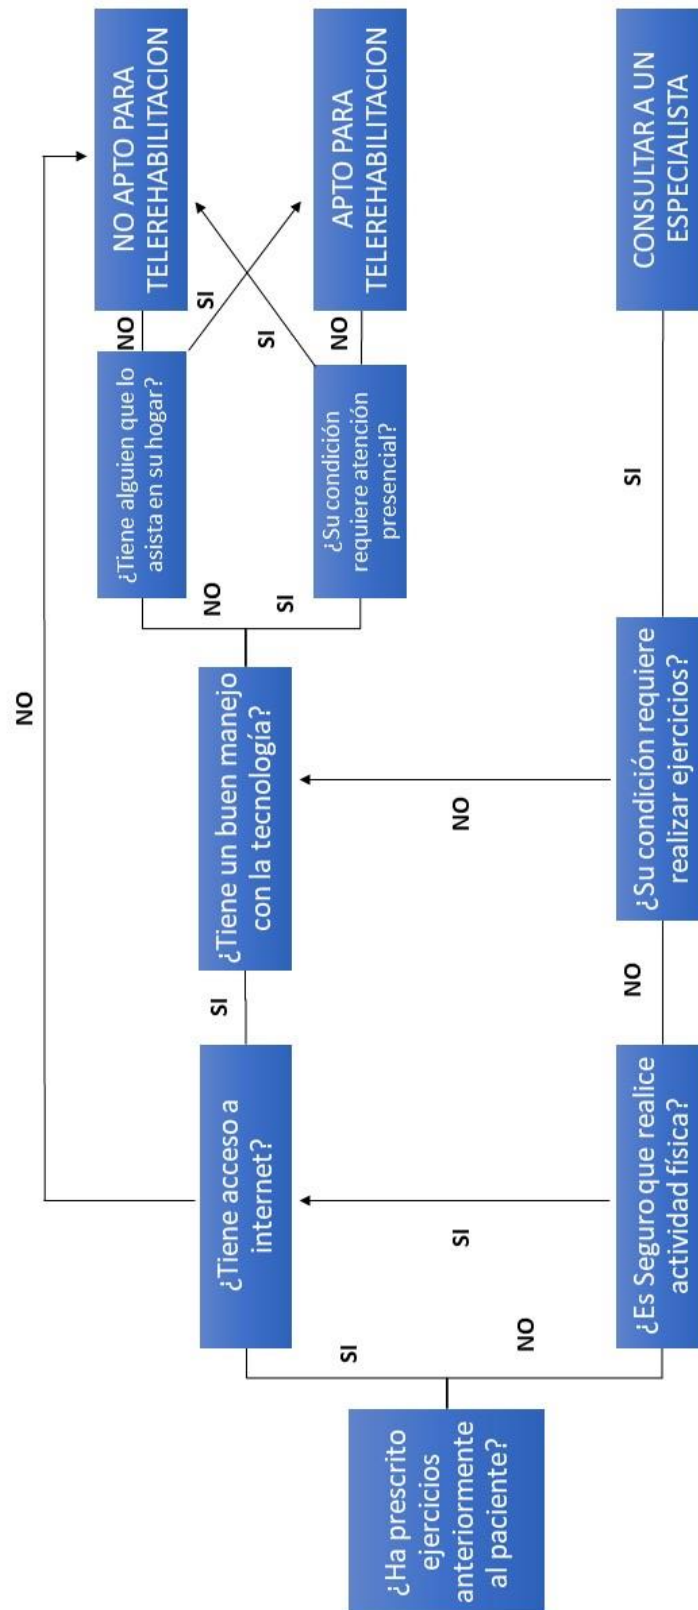 ¿Ha prescrito
ejercicios
anteriormente
al paciente?
SI
NO
¿Tiene acceso a
internet?
SI
¿Es Seguro que realice
actividad física?
NO
SI
NO
¿Tiene un buen manejo
con la tecnología?
NO
¿Su condición requiere
realizar ejercicios?
NO
SI
SI
¿Tiene alguien que lo
asista en su hogar?
¿Su condición
requiere atención
presencial?
NO
SI
SI
NO
NO APTO PARA
TELEREHABILITACION
APTO PARA
TELEREHABILITACION
CONSULTAR A UN
ESPECIALISTA